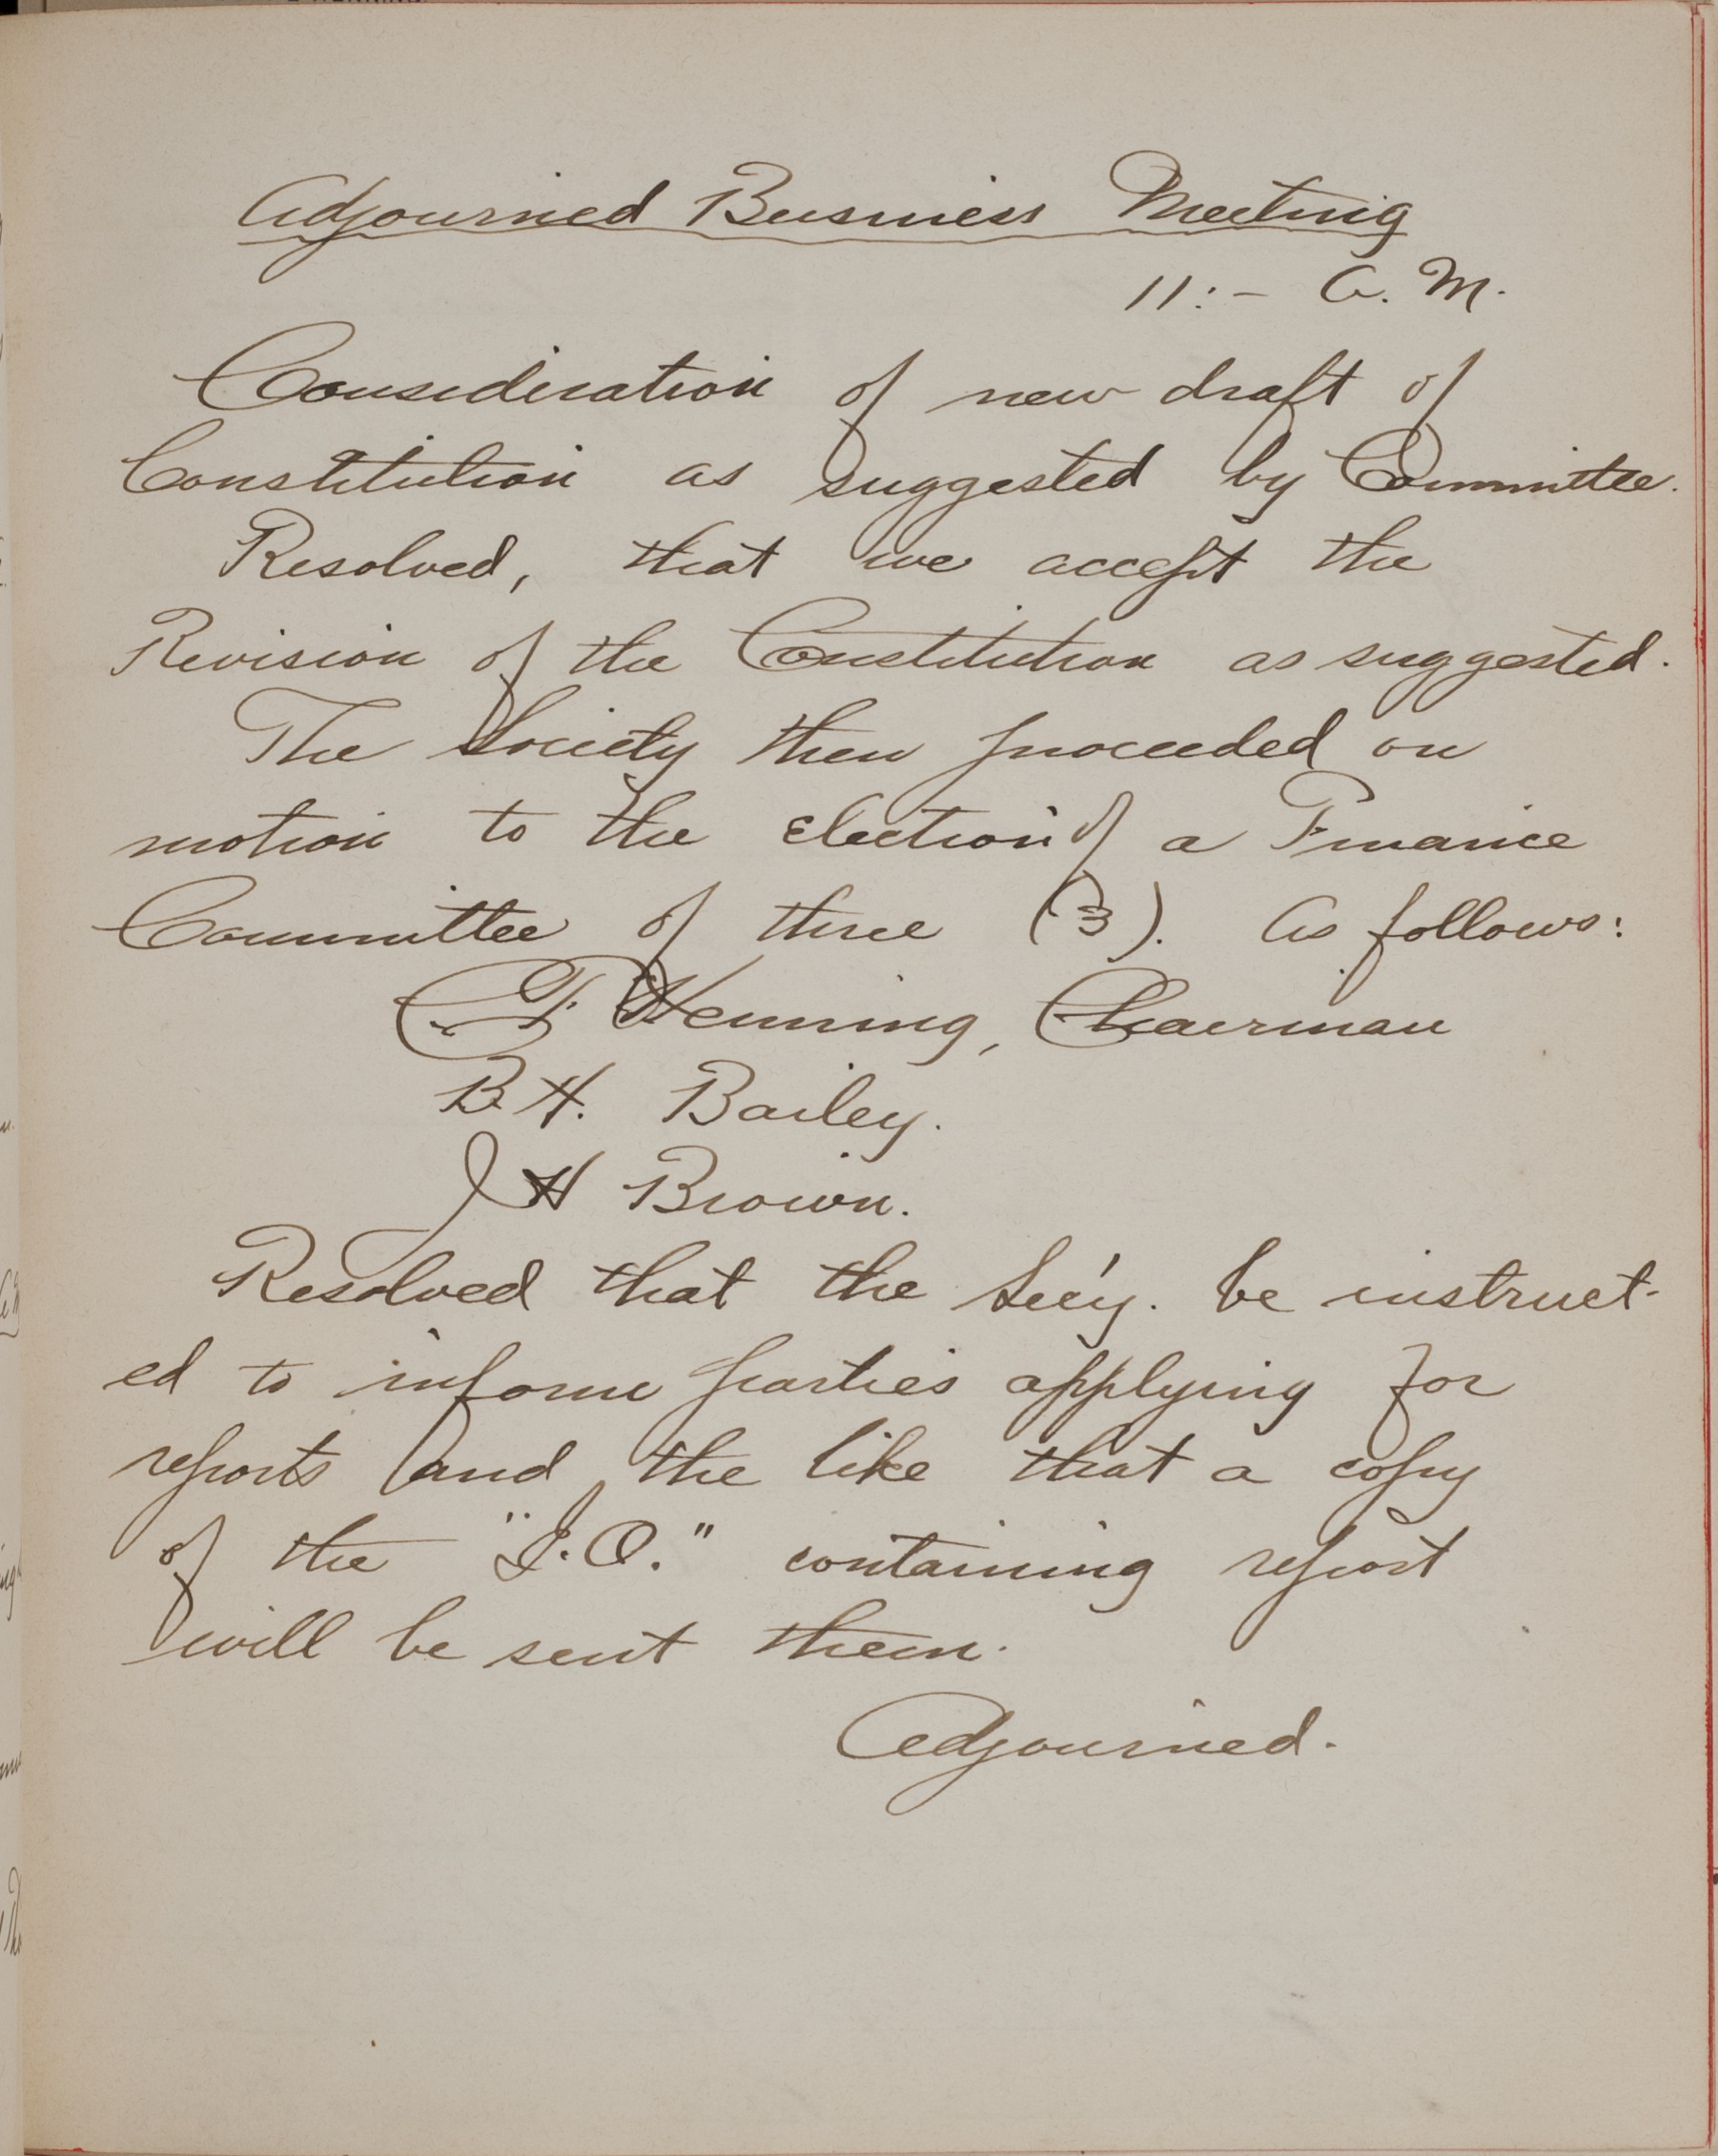 Adjourned Business Meeting
11:- A. M.
Consideration of new draft of
Constitution as suggested by Committee.
Resolved, that we accept the
Revision of the Constitution as suggested.
The Society then proceeded on
motion to the election of a Finance
Committee of three (3). As follows:
C F Henning, Chairman
B. H. Bailey.
J H Brown.
Resolved that the Sec'y. be instruct-
ed to inform parties applying for
reports and the like that a copy
of the "I.O." containing report
will be sent them.
Adjourned.